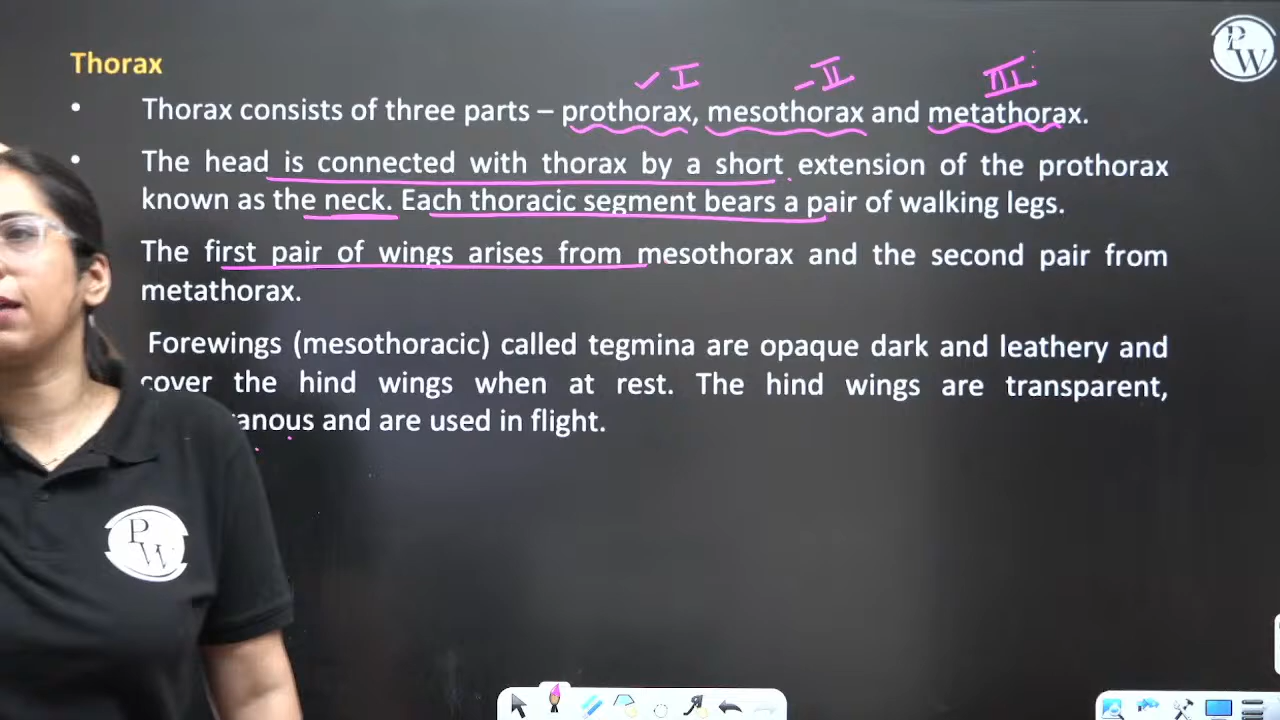 Thorax
I II III
• Thorax consists of three parts – prothorax, mesothorax and metathorax.
• The head is connected with thorax by a short extension of the prothorax
known as the neck. Each thoracic segment bears a pair of walking legs.
The first pair of wings arises from mesothorax and the second pair from
metathorax.
Forewings (mesothoracic) called tegmina are opaque dark and leathery and
cover the hind wings when at rest. The hind wings are transparent,
and are used in flight.
PW
PW